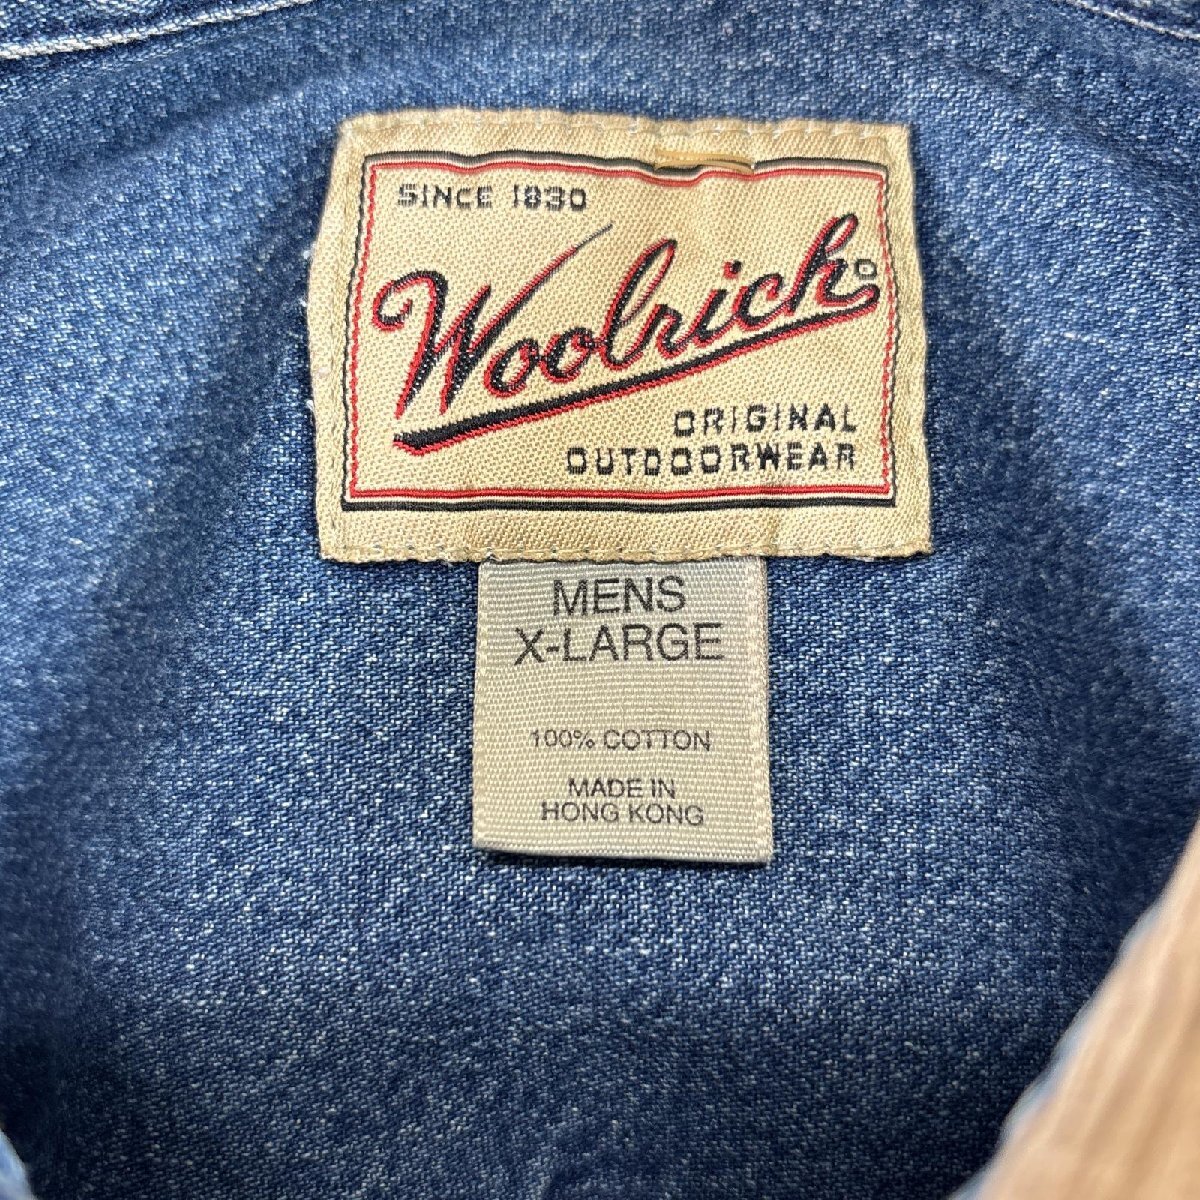 SINCE 1830
Woolrich
ORIGINAL
OUTDOORWEAR
MENS
X-LARGE
100% COTTON
MADE IN
HONG KONG